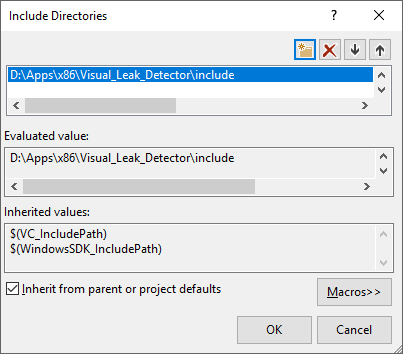 Include Directories
D:\Apps\x86\Visual_Leak_Detector\include
Evaluated value:
D:\Apps\x86\Visual_Leak_Detector\include
Inherited values:
$(VC_IncludePath)
$(WindowsSDK_IncludePath)
Inherit from parent or project defaults
Macros>>
OK
Cancel